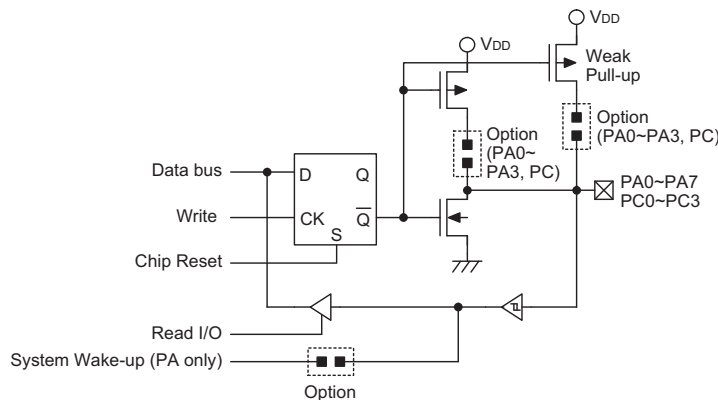 VDD
VDD
Weak
Pull-up
Option
(PA0~PA3, PC)
Option
(PA0~
PA3, PC)
Data bus
D
Q
PA0~PA7
PC0~PC3
Write
CK
Q̅
S
Chip Reset
Read I/O
System Wake-up (PA only)
Option